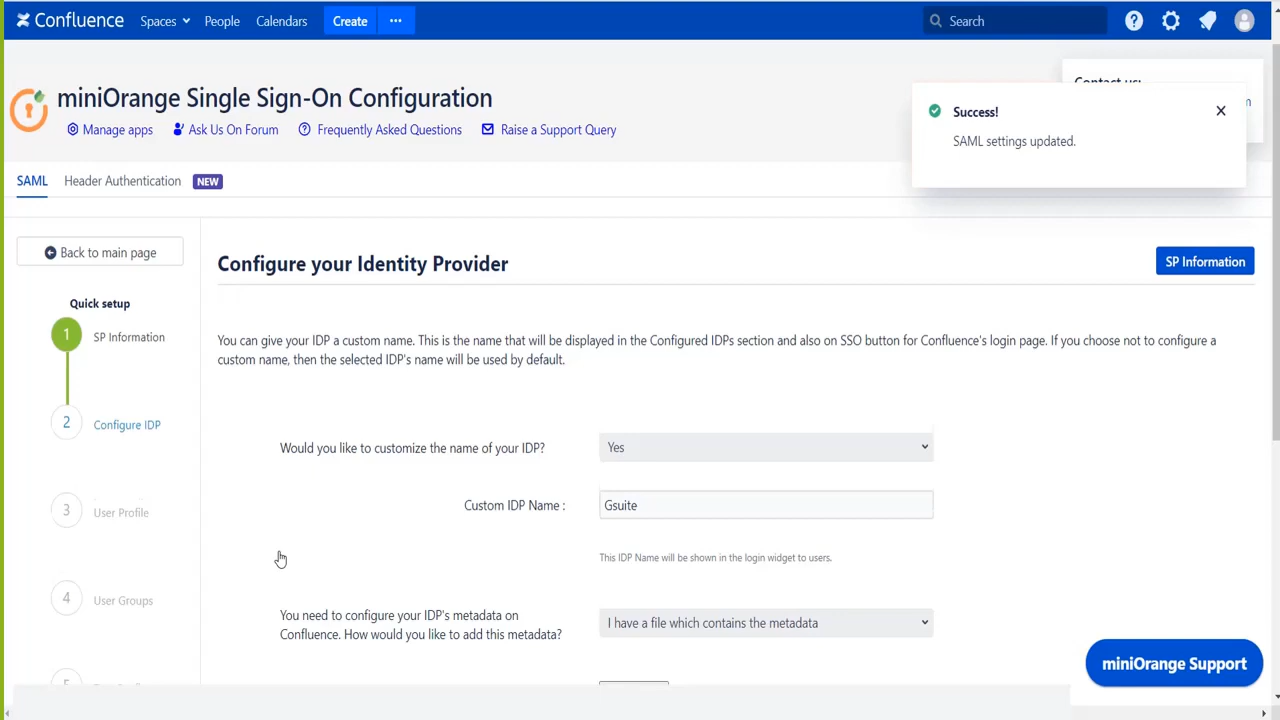 Confluence Spaces People Calendars Create ··· Search
miniOrange Single Sign-On Configuration
Manage apps Ask Us On Forum Frequently Asked Questions Raise a Support Query
Contact us:
Success!
SAML settings updated.
SAML Header Authentication NEW
Back to main page
Quick setup
1 SP Information
2 Configure IDP
3 User Profile
4 User Groups
5
Configure your Identity Provider
SP Information
You can give your IDP a custom name. This is the name that will be displayed in the Configured IDPs section and also on SSO button for Confluence's login page. If you choose not to configure a
custom name, then the selected IDP's name will be used by default.
Would you like to customize the name of your IDP? Yes
Custom IDP Name : Gsuite
This IDP Name will be shown in the login widget to users.
You need to configure your IDP's metadata on
Confluence. How would you like to add this metadata?
I have a file which contains the metadata
miniOrange Support